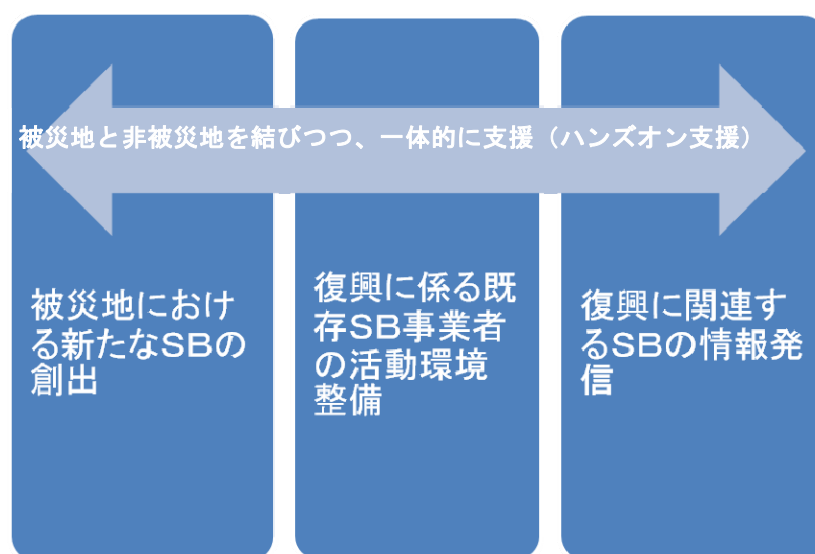 被災地と非被災地を結びつつ、一体的に支援（ハンズオン支援）
被災地におけ
る新たなSBの
創出
復興に係る既
存SB事業者
の活動環境
整備
復興に関連す
るSBの情報発
信